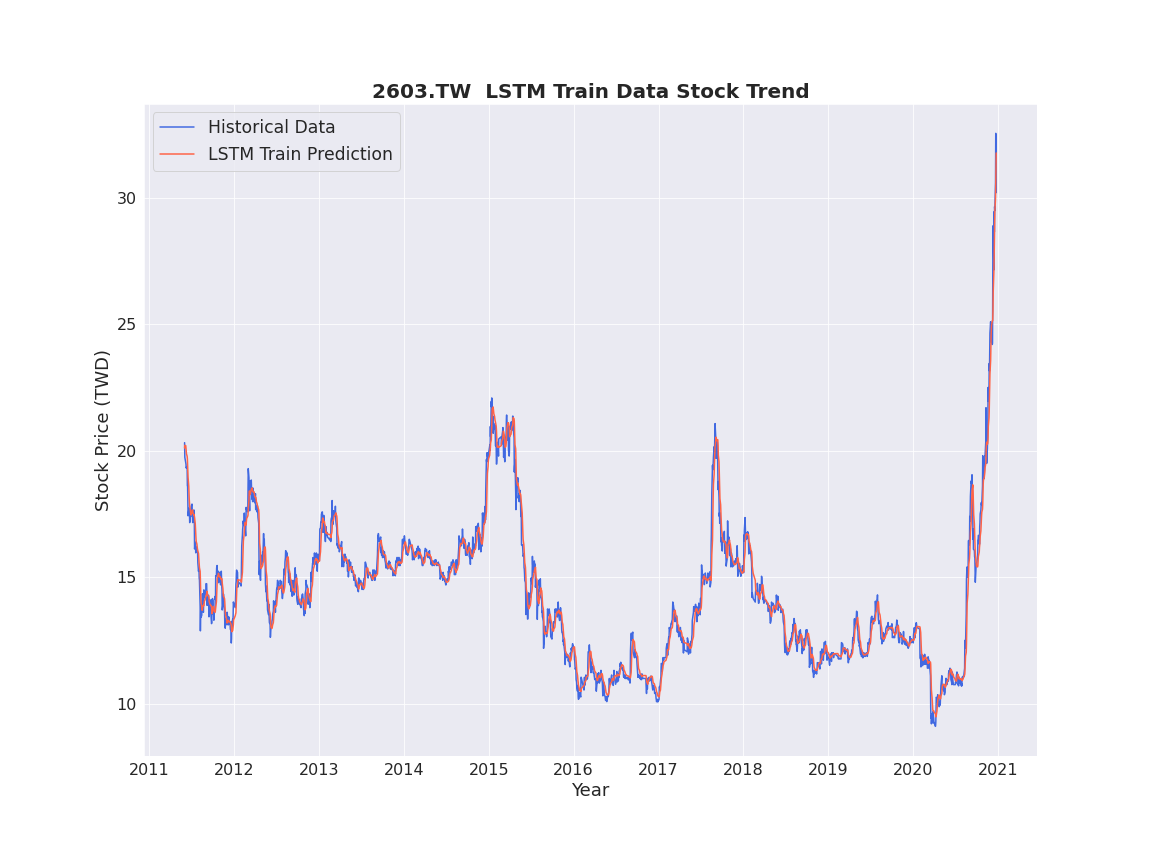 2603.TW  LSTM Train Data Stock Trend
Historical Data
LSTM Train Prediction
Stock Price (TWD)
30
25
20
15
10
2011 2012 2013 2014 2015 2016 2017 2018 2019 2020 2021
Year